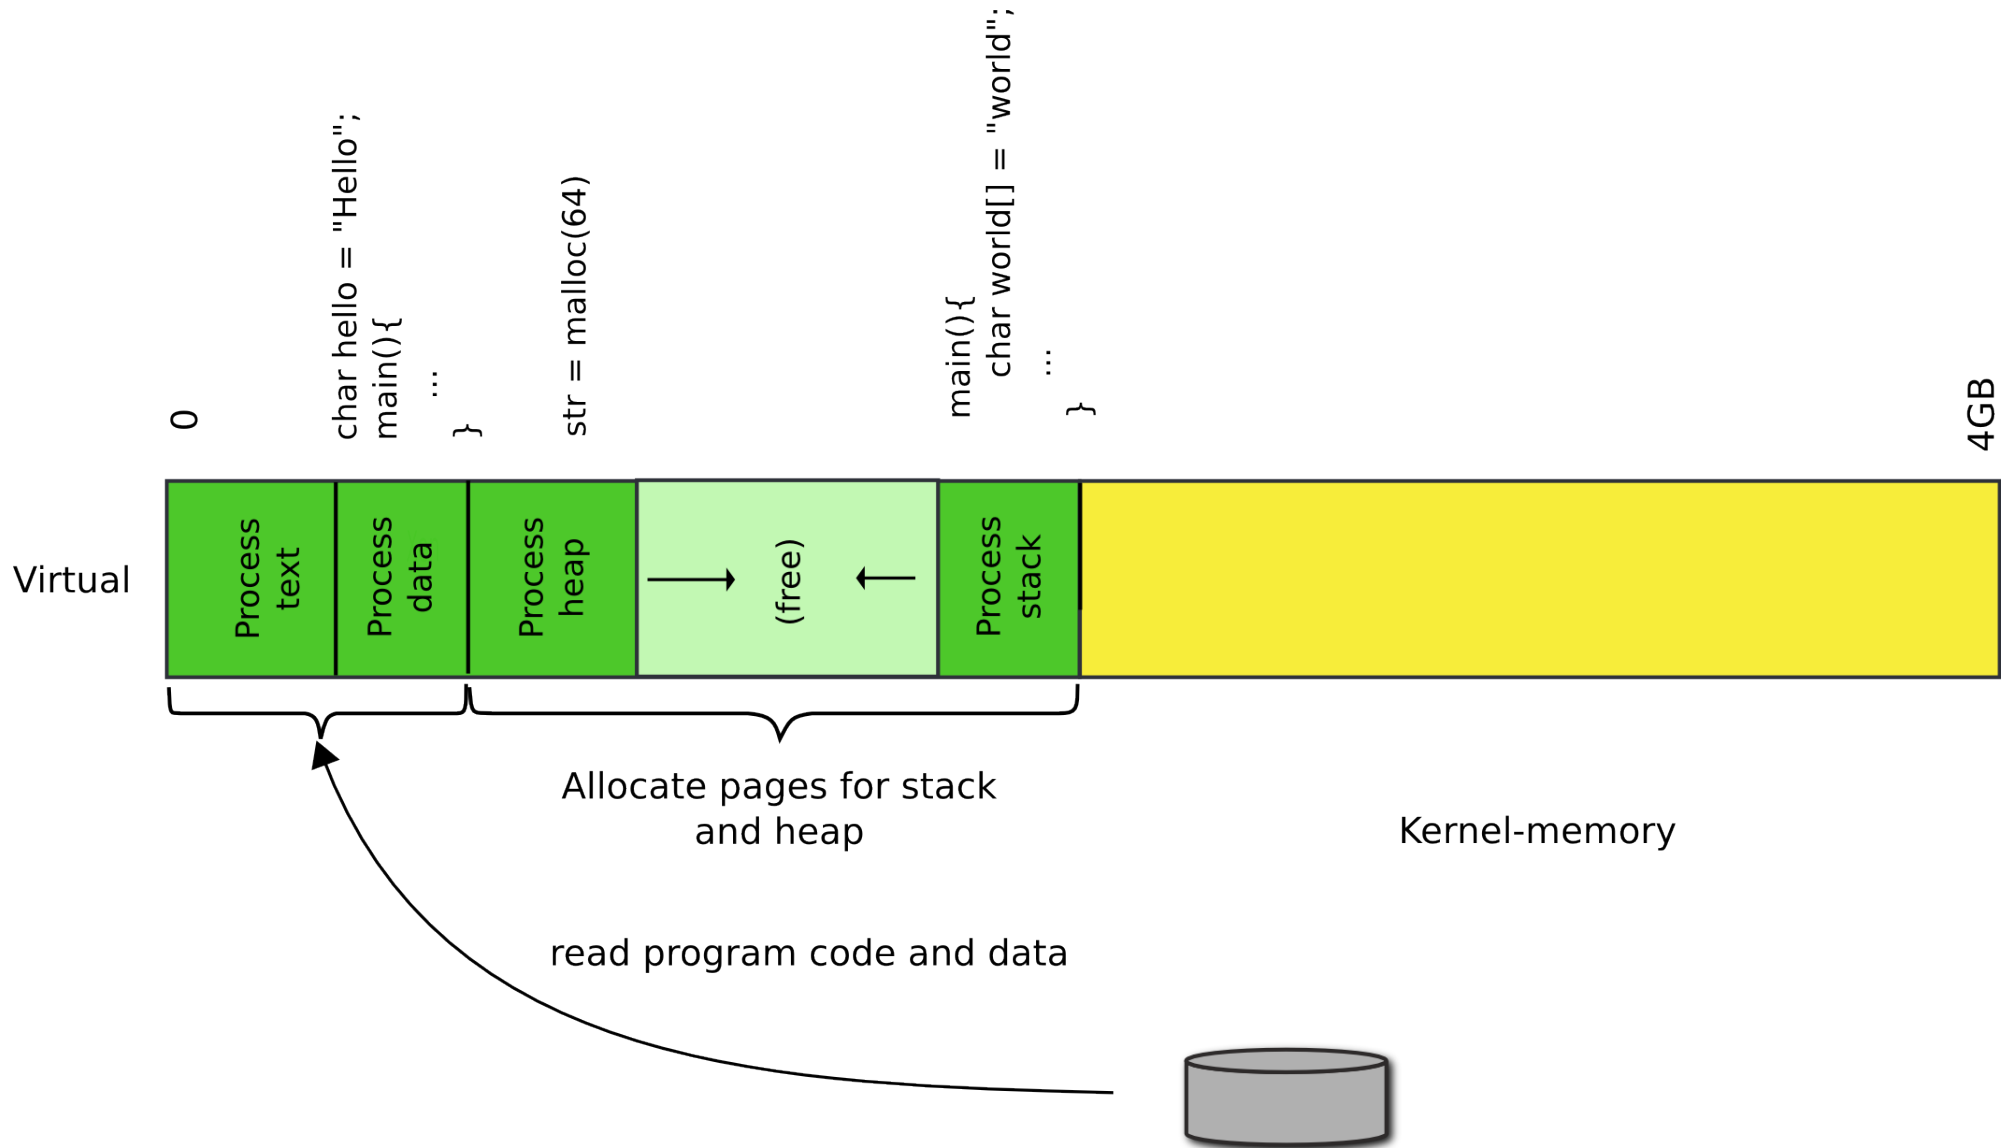 0
char hello = "Hello";
main(){
...
}
str = malloc(64)
main(){
char world[] = "world";
...
}
4GB
Virtual
Process
text
Process
data
Process
heap
(free)
Process
stack
Allocate pages for stack
and heap
Kernel-memory
read program code and data